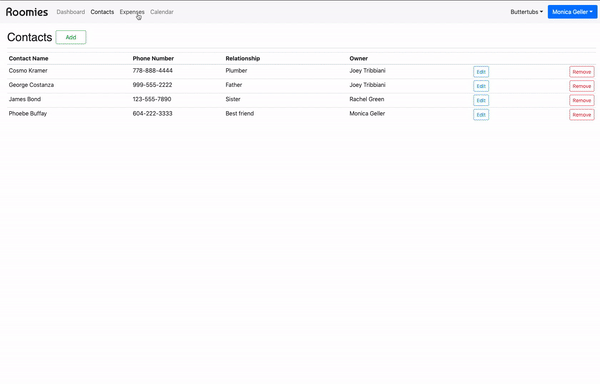 Roomies Dashboard Contacts Expenses Calendar Buttertubs Monica Geller
Contacts Add
Contact Name Phone Number Relationship Owner
Cosmo Kramer 778-888-4444 Plumber Joey Tribbiani Edit Remove
George Costanza 999-555-2222 Father Joey Tribbiani Edit Remove
James Bond 123-555-7890 Sister Rachel Green Edit Remove
Phoebe Buffay 604-222-3333 Best friend Monica Geller Edit Remove